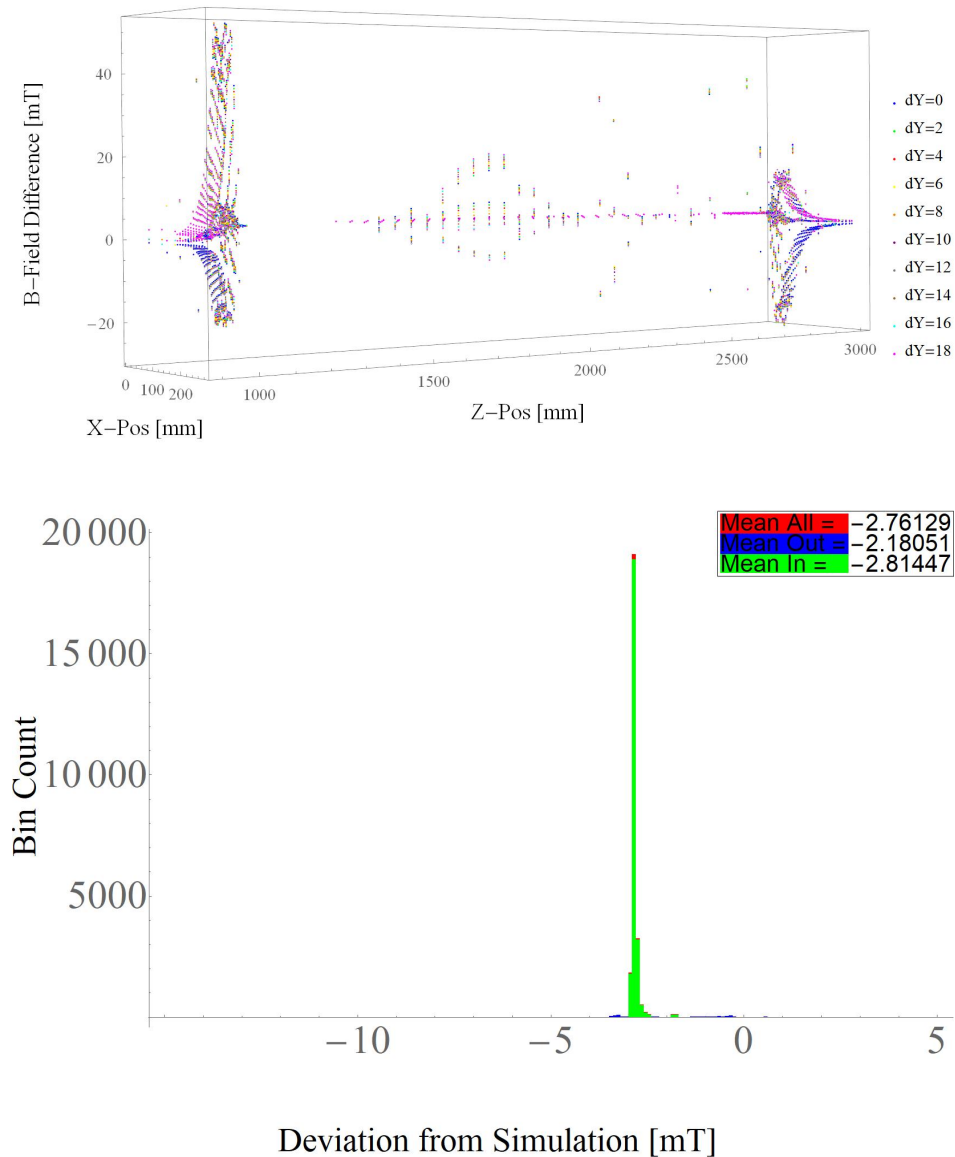 40
20
0
−20
B−Field Difference [mT]
0 100 200
X−Pos [mm]
1000 1500 2000 2500 3000
Z−Pos [mm]
dY=0
dY=2
dY=4
dY=6
dY=8
dY=10
dY=12
dY=14
dY=16
dY=18
Mean All = −2.76129
Mean Out = −2.18051
Mean In = −2.81447
20 000
15 000
10 000
5000
Bin Count
−10 −5 0 5
Deviation from Simulation [mT]